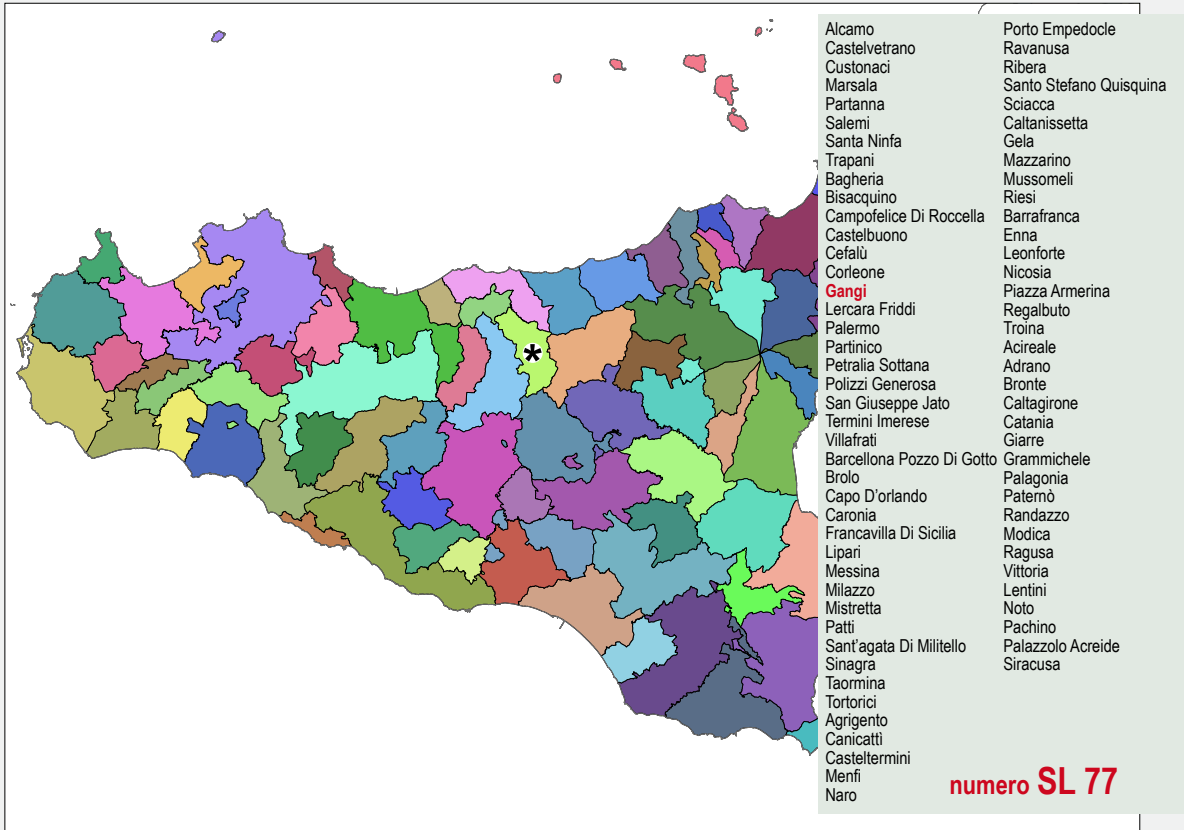 Alcamo
Castelvetrano
Custonaci
Marsala
Partanna
Salemi
Santa Ninfa
Trapani
Bagheria
Bisacquino
Campofelice Di Roccella
Castelbuono
Cefalù
Corleone
Gangi
Lercara Friddi
Palermo
Partinico
Petralia Sottana
Polizzi Generosa
San Giuseppe Jato
Termini Imerese
Villafrati
Barcellona Pozzo Di Gotto
Brolo
Capo D'orlando
Caronia
Francavilla Di Sicilia
Lipari
Messina
Milazzo
Mistretta
Patti
Sant'agata Di Militello
Sinagra
Taormina
Tortorici
Agrigento
Canicattì
Casteltermini
Menfi
Naro
Porto Empedocle
Ravanusa
Ribera
Santo Stefano Quisquina
Sciacca
Caltanissetta
Gela
Mazzarino
Mussomeli
Riesi
Barrafranca
Enna
Leonforte
Nicosia
Piazza Armerina
Regalbuto
Troina
Acireale
Adrano
Bronte
Caltagirone
Catania
Giarre
Grammichele
Palagonia
Paternò
Randazzo
Modica
Ragusa
Vittoria
Lentini
Noto
Pachino
Palazzolo Acreide
Siracusa
*
numero SL 77